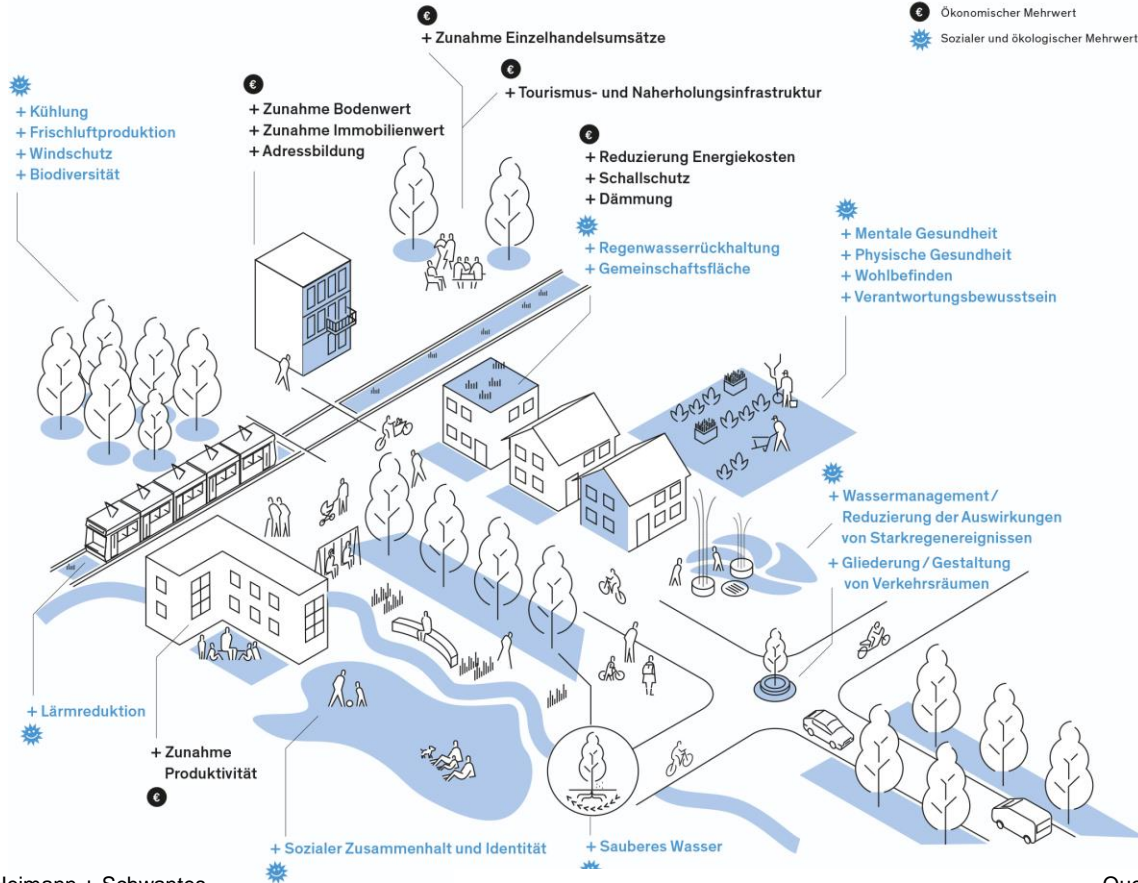 € Ökonomischer Mehrwert
Sozialer und ökologischer Mehrwert
€
+ Zunahme Einzelhandelsumsätze
€
+ Tourismus- und Naherholungsinfrastruktur
+ Kühlung
+ Frischluftproduktion
+ Windschutz
+ Biodiversität
€
+ Zunahme Bodenwert
+ Zunahme Immobilienwert
+ Adressbildung
€
+ Reduzierung Energiekosten
+ Schallschutz
+ Dämmung
+ Regenwasserrückhaltung
+ Gemeinschaftsfläche
+ Mentale Gesundheit
+ Physische Gesundheit
+ Wohlbefinden
+ Verantwortungsbewusstsein
+ Wassermanagement /
Reduzierung der Auswirkungen
von Starkregenereignissen
+ Gliederung / Gestaltung
von Verkehrsräumen
+ Lärmreduktion
+ Zunahme
Produktivität
€
+ Sozialer Zusammenhalt und Identität
+ Sauberes Wasser